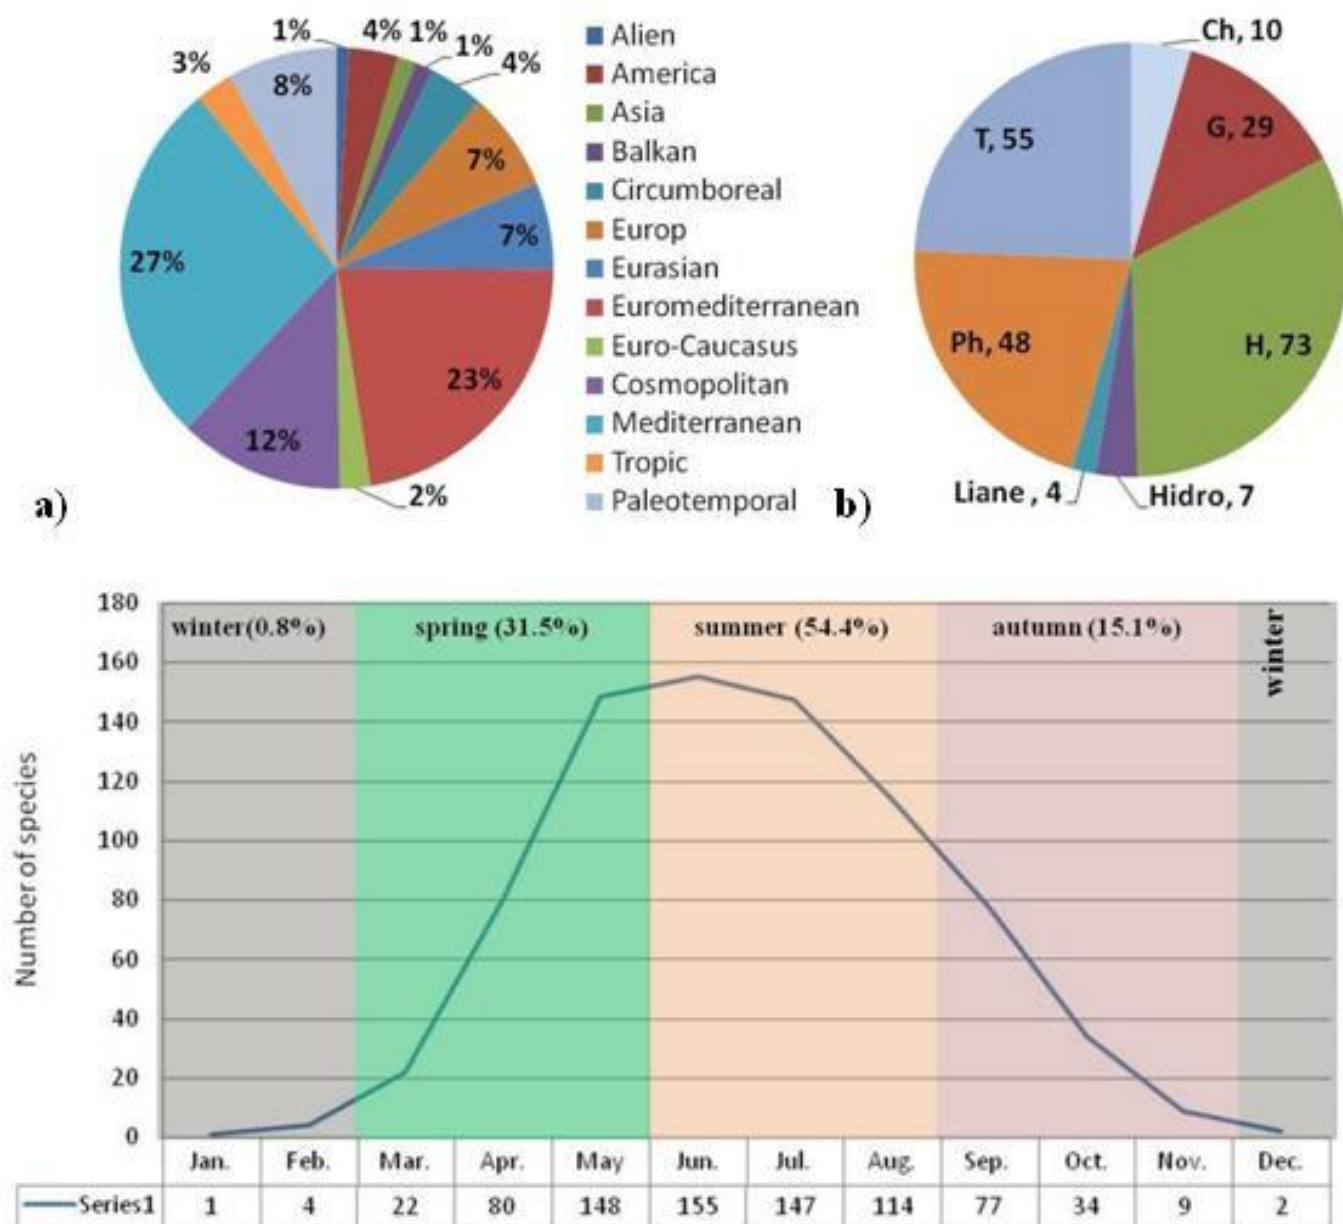 1%
4%
1%
1%
4%
3%
8%
7%
7%
27%
23%
12%
2%
a)
Alien
America
Asia
Balkan
Circumboreal
Europ
Eurasian
Euromediterranean
Euro-Caucasus
Cosmopolitan
Mediterranean
Tropic
Paleotemporal
Ch, 10
T, 55
G, 29
Ph, 48
H, 73
Liane , 4
Hidro, 7
b)
Number of species
180
160
140
120
100
80
60
40
20
0
winter(0.8%)
spring (31.5%)
summer (54.4%)
autumn (15.1%)
winter
Jan. Feb. Mar. Apr. May Jun. Jul. Aug. Sep. Oct. Nov. Dec.
Series1 1 4 22 80 148 155 147 114 77 34 9 2